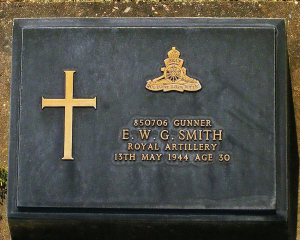 850706 GUNNER
E. W. G. SMITH
ROYAL ARTILLERY
13TH MAY 1944 AGE 30